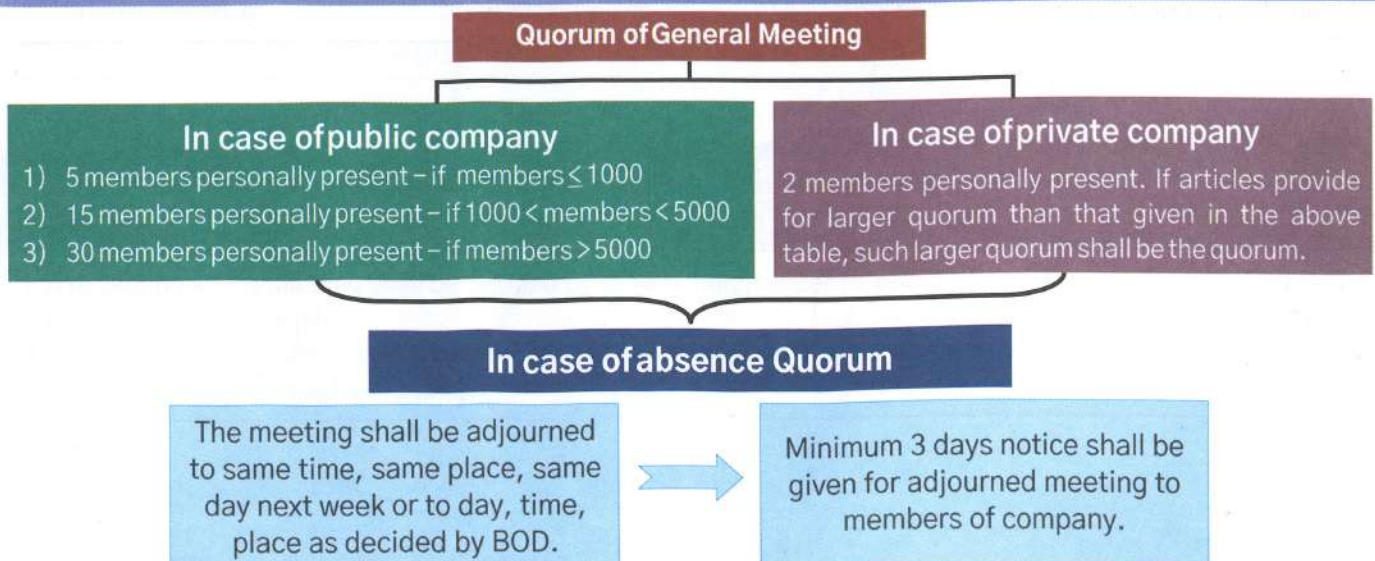 Quorum of General Meeting
In case of public company
1) 5 members personally present – if members ≤ 1000
2) 15 members personally present – if 1000 < members < 5000
3) 30 members personally present – if members > 5000
In case of private company
2 members personally present. If articles provide
for larger quorum than that given in the above
table, such larger quorum shall be the quorum.
In case of absence Quorum
The meeting shall be adjourned
to same time, same place, same
day next week or to day, time,
place as decided by BOD.
Minimum 3 days notice shall be
given for adjourned meeting to
members of company.